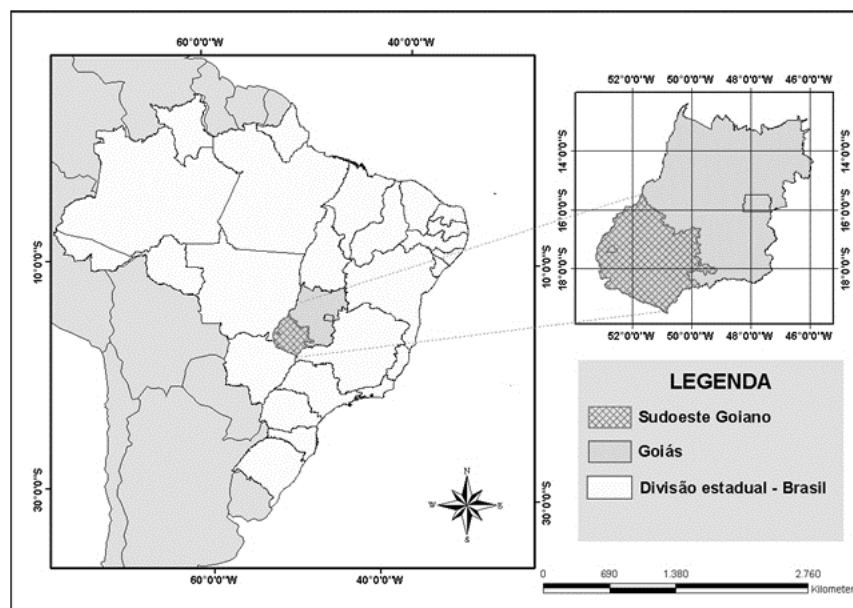 60°0'0"W 40°0'0"W
10°0'0"S
30°0'0"S
10°0'0"S
30°0'0"S
60°0'0"W 40°0'0"W
N
W E
S
52°0'0"W 50°0'0"W 48°0'0"W 46°0'0"W
14°0'0"S
16°0'0"S
18°0'0"S
14°0'0"S
16°0'0"S
18°0'0"S
52°0'0"W 50°0'0"W 48°0'0"W 46°0'0"W
LEGENDA
Sudoeste Goiano
Goiás
Divisão estadual - Brasil
0 690 1.380 2.760
Kilometer